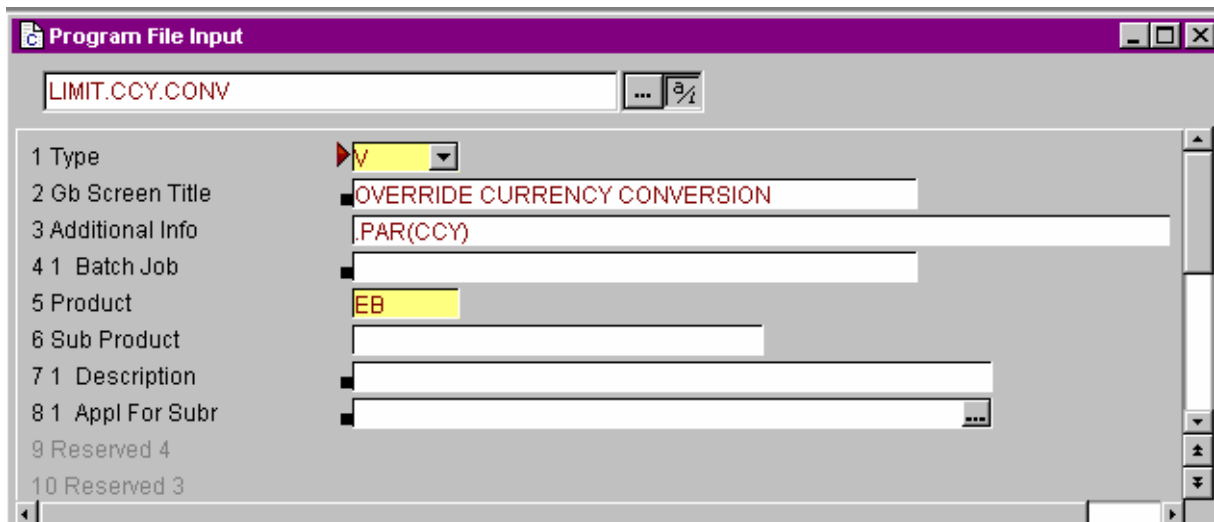 Program File Input
LIMIT.CCY.CONV ...
1 Type V
2 Gb Screen Title OVERRIDE CURRENCY CONVERSION
3 Additional Info .PAR(CCY)
4 1 Batch Job
5 Product EB
6 Sub Product
7 1 Description
8 1 Appl For Subr ...
9 Reserved 4
10 Reserved 3